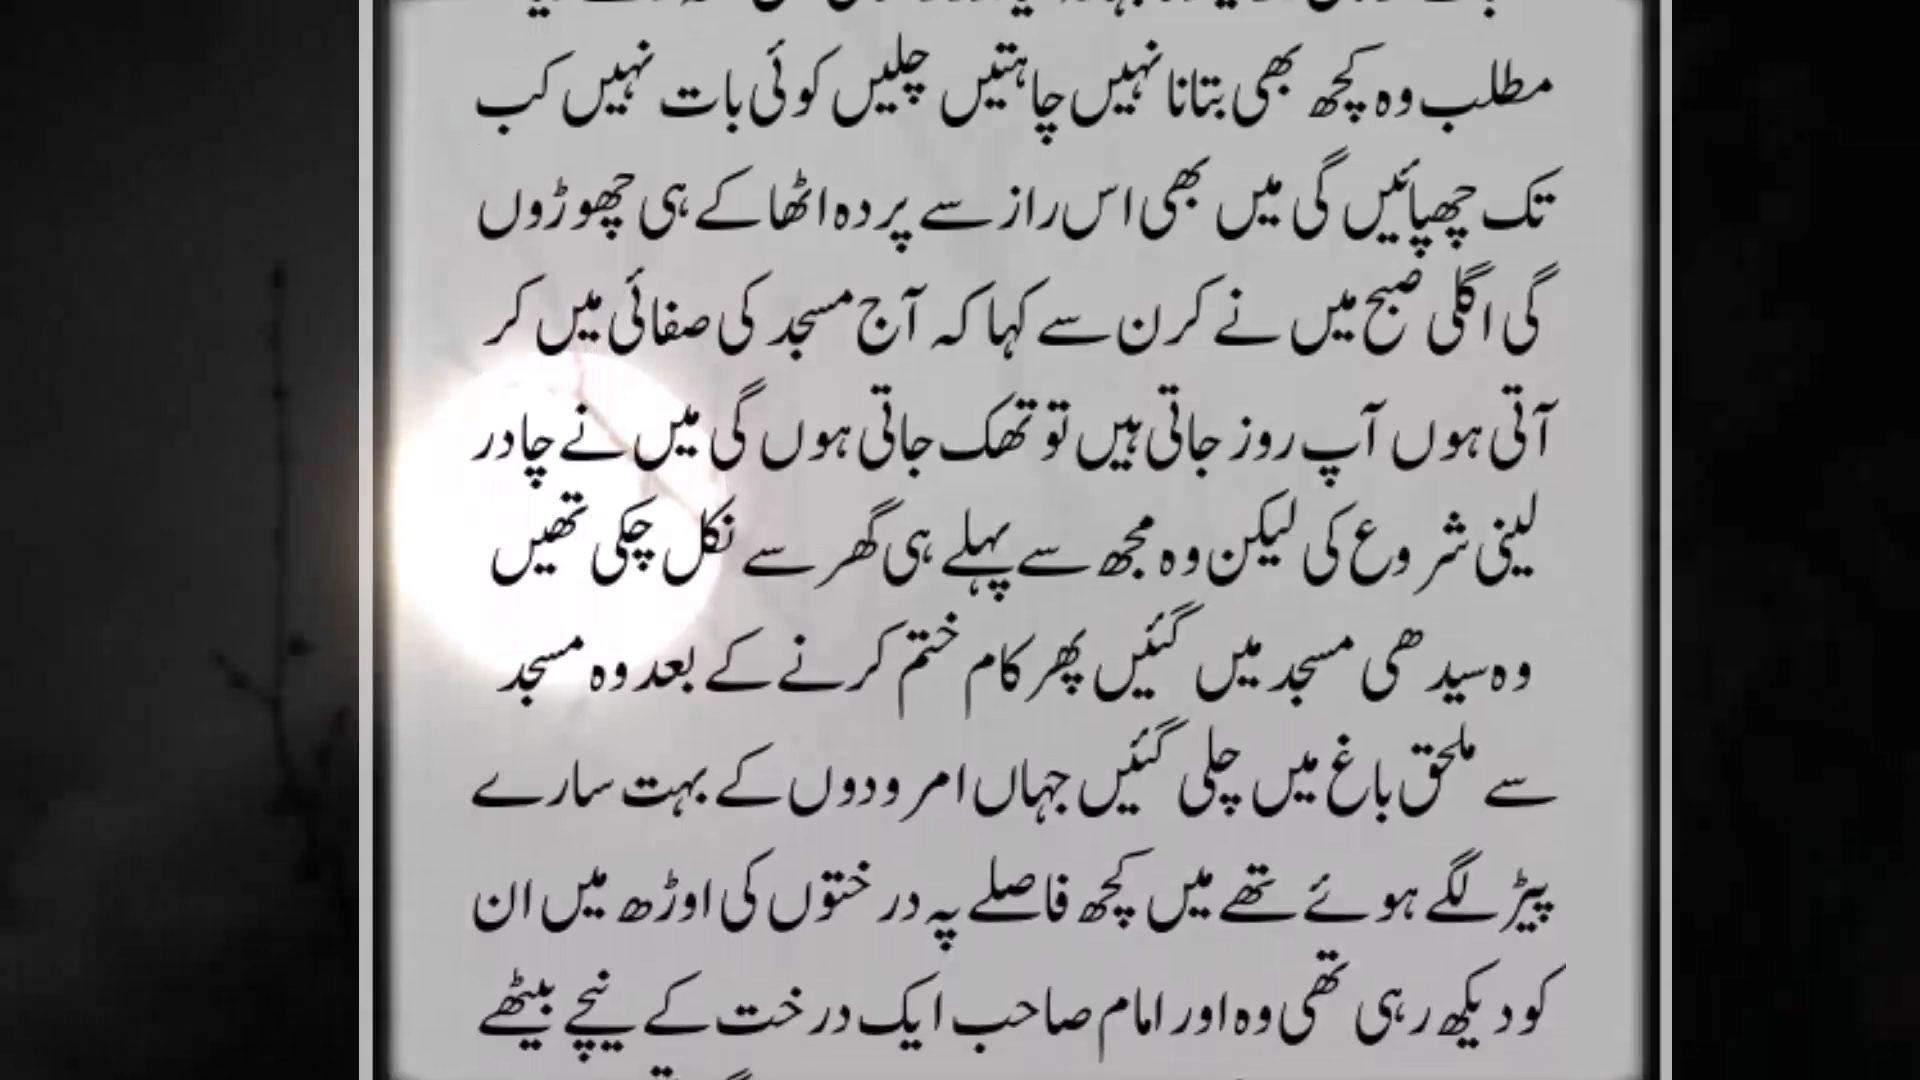 مطلب وہ کچھ بھی بتانا نہیں چاہتیں چلیں کوئی بات نہیں کب
تک چھپائیں گی میں بھی اس راز سے پردہ اٹھا کے ہی چھوڑوں
گی اگلی صبح میں نے کرن سے کہا کہ آج مسجد کی صفائی میں کر
آتی ہوں آپ روز جاتی ہیں تو تھک جاتی ہوں گی میں نے چادر
لینی شروع کی لیکن وہ مجھ سے پہلے ہی گھر سے نکل چکی تھیں
وہ سیدھی مسجد میں گئیں پھر کام ختم کرنے کے بعد وہ مسجد
سے ملحق باغ میں چلی گئیں جہاں امرودوں کے بہت سارے
پیڑ لگے ہوئے تھے میں کچھ فاصلے پہ درختوں کی اوڑھ میں ان
کو دیکھ رہی تھی وہ اور امام صاحب ایک درخت کے نیچے بیٹھے